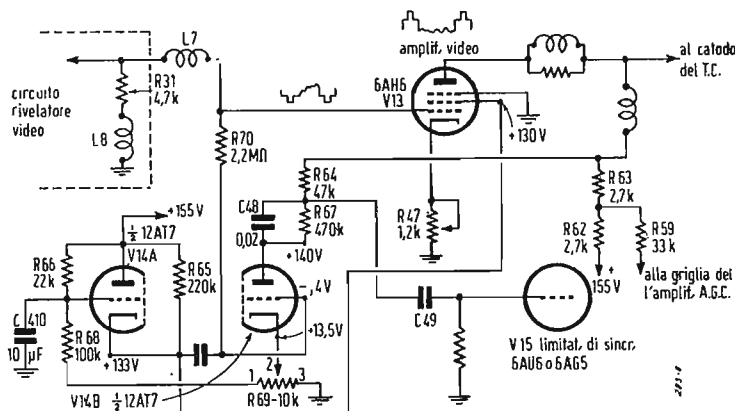 L7
amplif. video
al catodo
del T.C.
circuito
rivelatore
video
R31
4,7k
L8
6AH6
V13
+130V
R70
2,2MΩ
R64
47k
R63
2,7k
+155V
½ 12AT7
V14A
C48
0,02
R67
470k
R47
1,2k
R62
2,7k
R59
33k
+140V
R66
22k
R65
220k
-,4V
+
155V
alla griglia del
l'amplif. A.G.C.
C410
10 µF
R68
100k
+13,5V
C49
+133V
V15 limitat. di sincr.
6AU6 o 6AG5
1 2 3
V14B ½ 12AT7
R69-10k